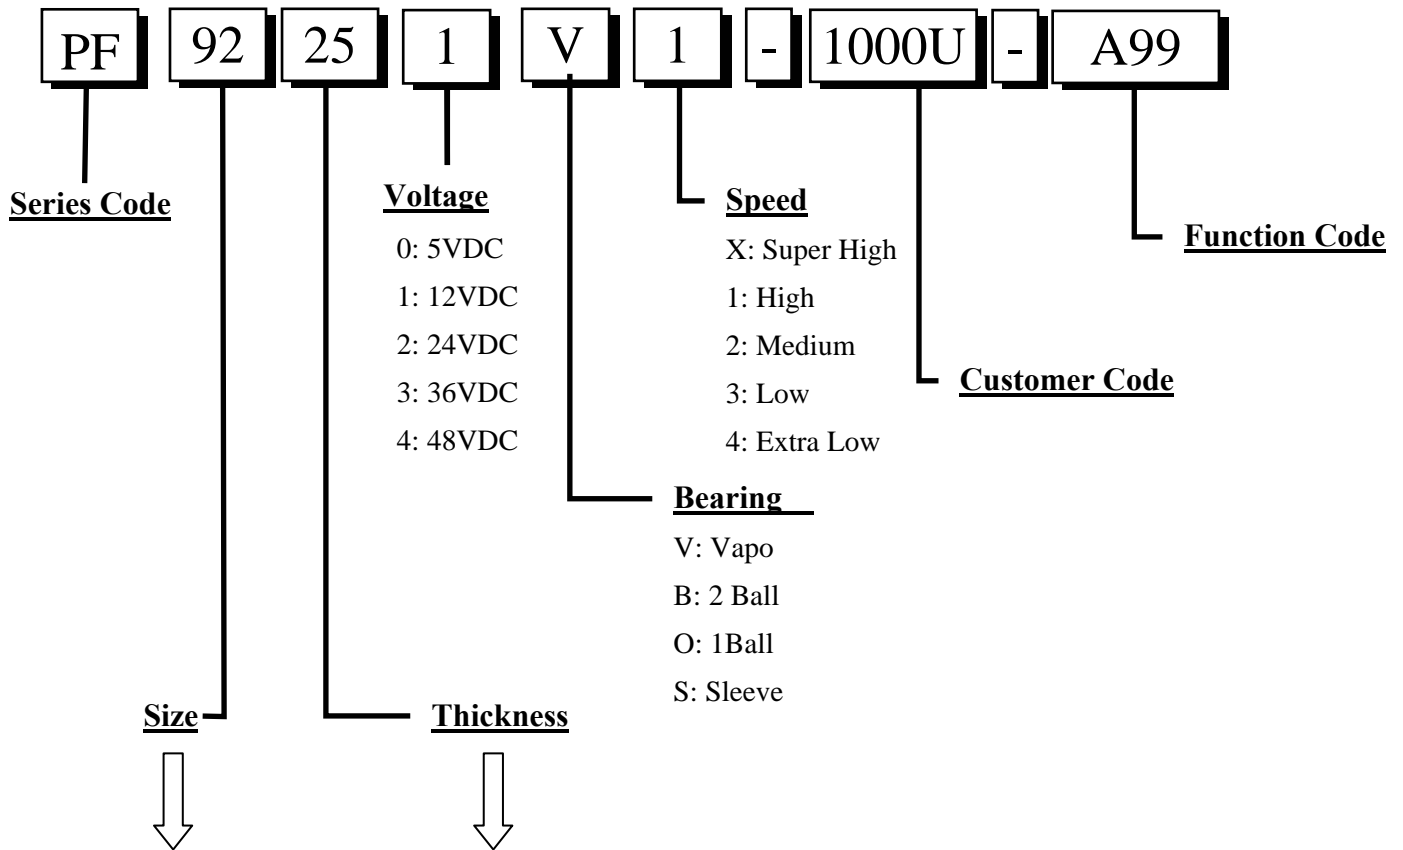 PF 92 25 1 V 1 - 1000U - A99
Series Code
Voltage
0: 5VDC
1: 12VDC
2: 24VDC
3: 36VDC
4: 48VDC
Speed
X: Super High
1: High
2: Medium
3: Low
4: Extra Low
Function Code
Customer Code
Bearing
V: Vapo
B: 2 Ball
O: 1Ball
S: Sleeve
Size
Thickness